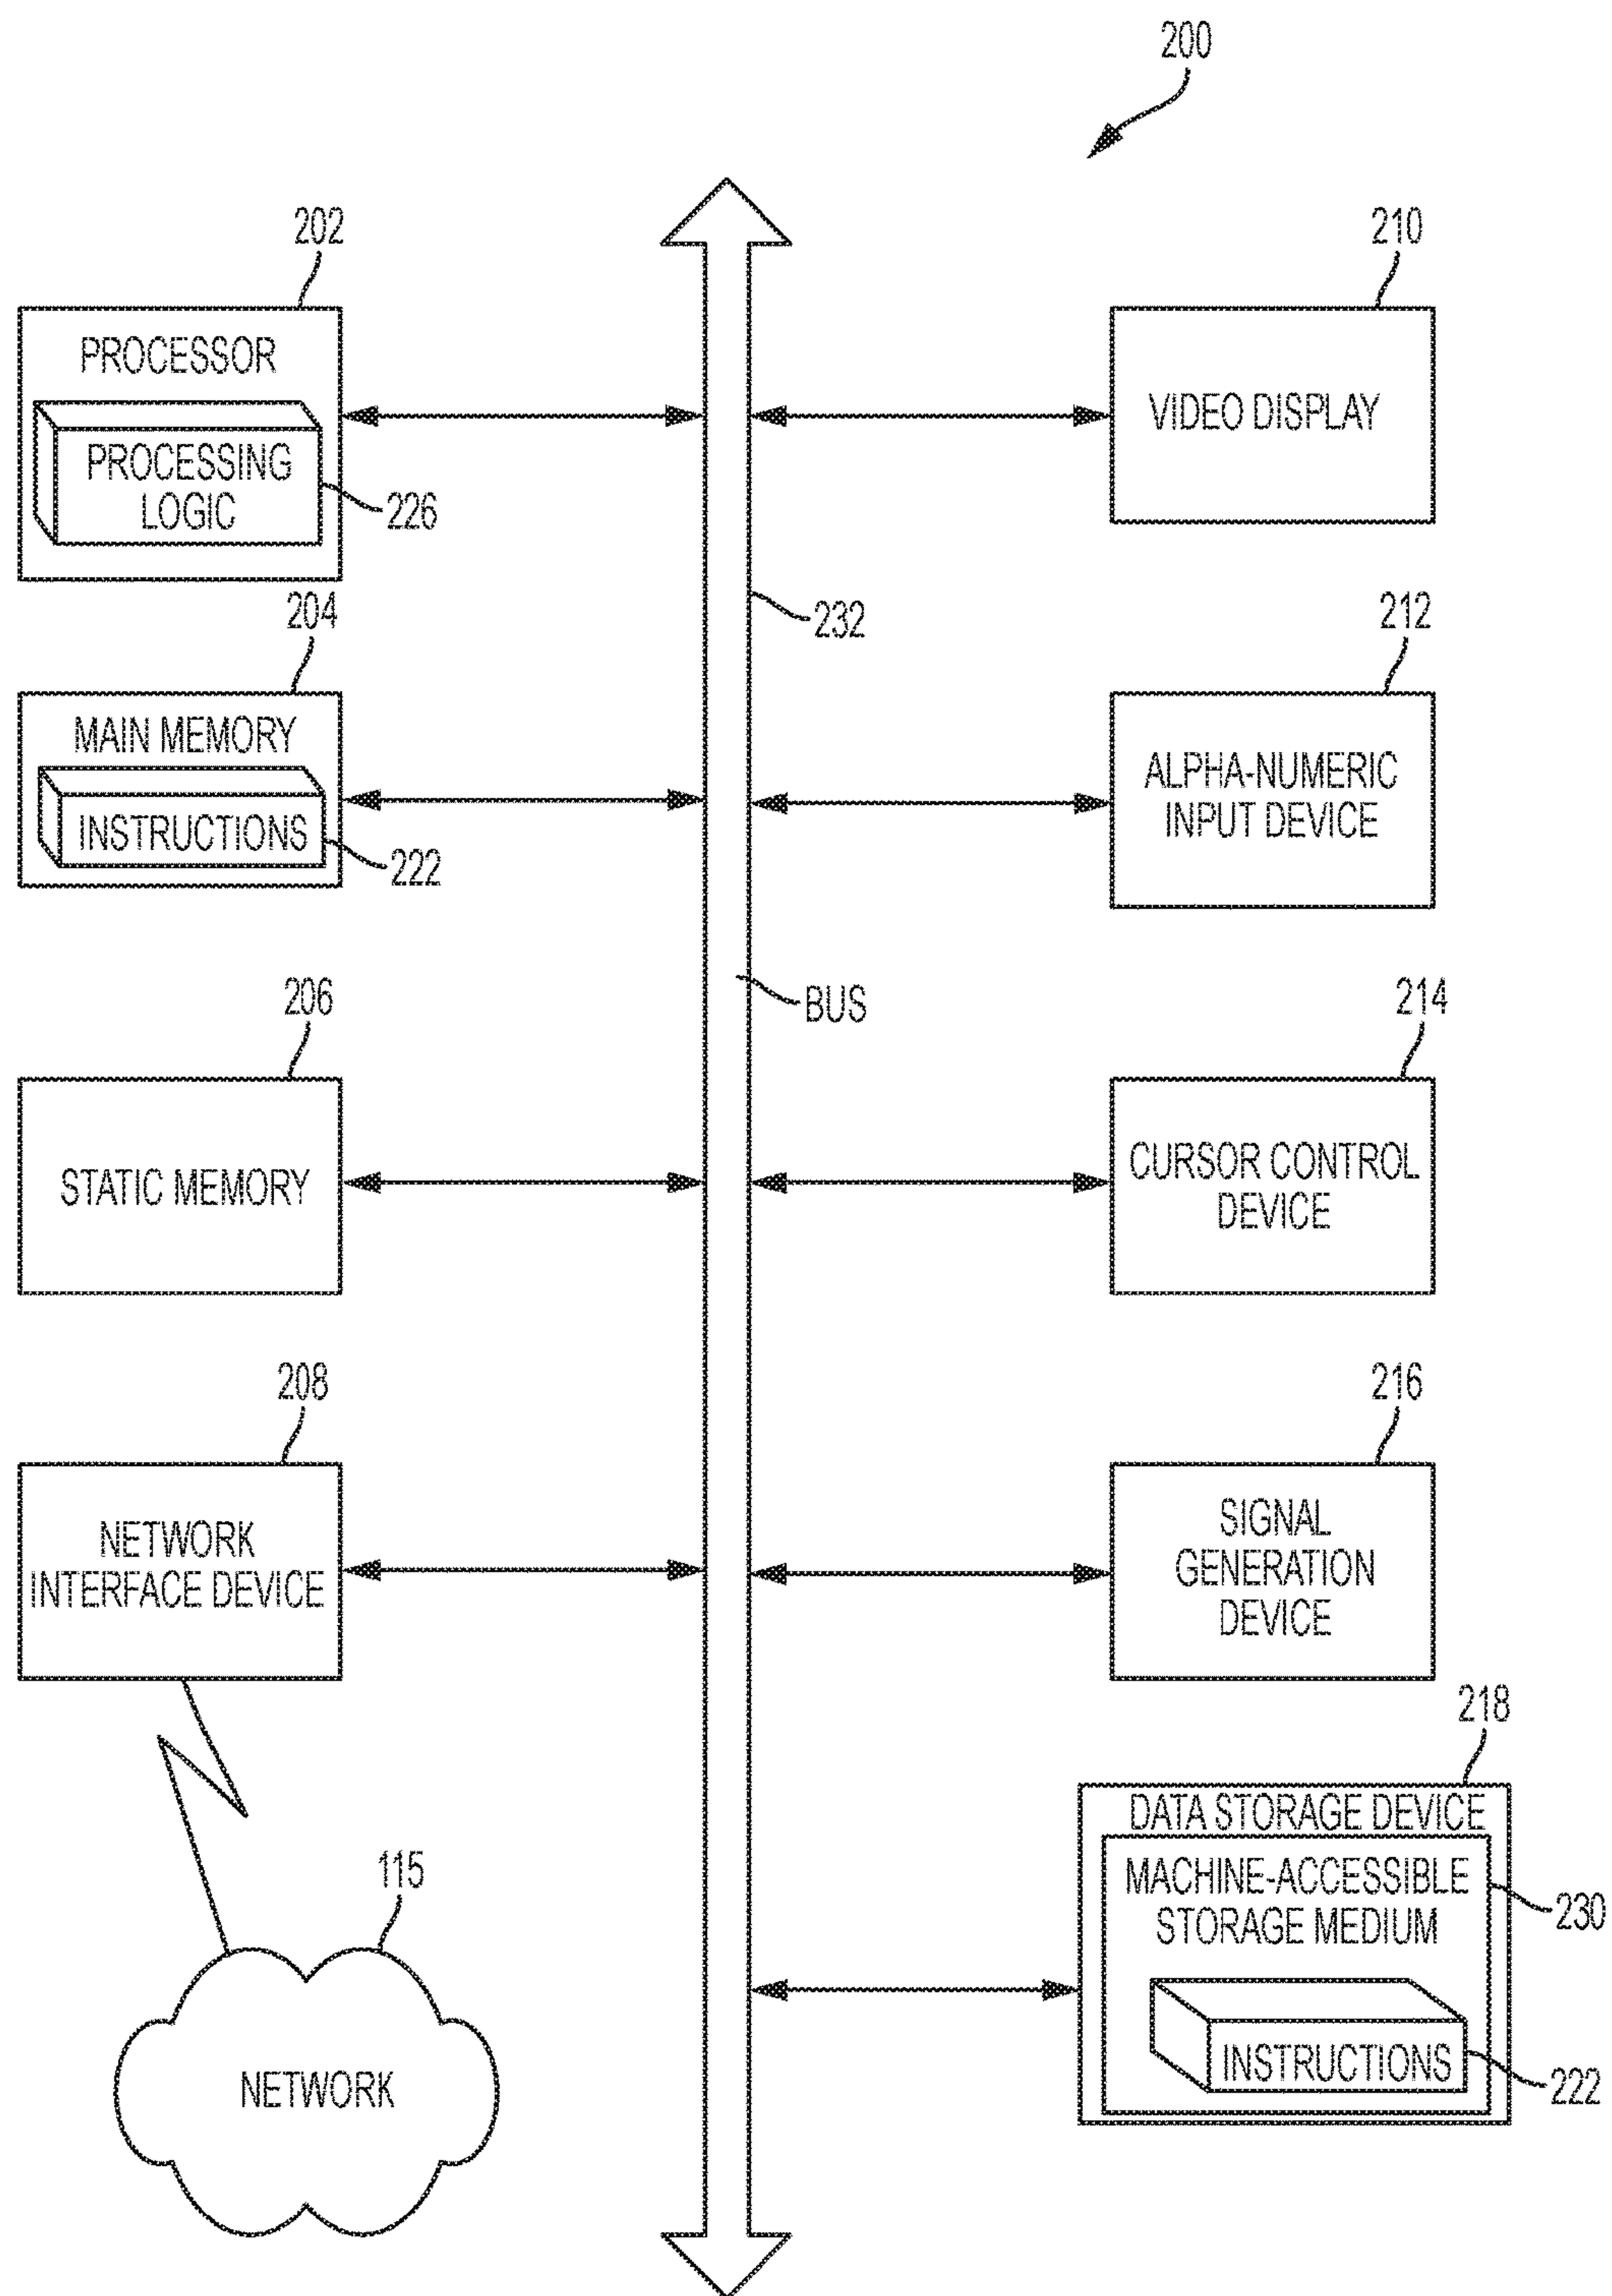 200
202
PROCESSOR
PROCESSING
LOGIC
226
210
VIDEO DISPLAY
232
204
MAIN MEMORY
INSTRUCTIONS
222
212
ALPHA-NUMERIC
INPUT DEVICE
BUS
206
STATIC MEMORY
214
CURSOR CONTROL
DEVICE
208
NETWORK
INTERFACE DEVICE
216
SIGNAL
GENERATION
DEVICE
115
NETWORK
218
DATA STORAGE DEVICE
MACHINE-ACCESSIBLE
STORAGE MEDIUM
230
INSTRUCTIONS
222